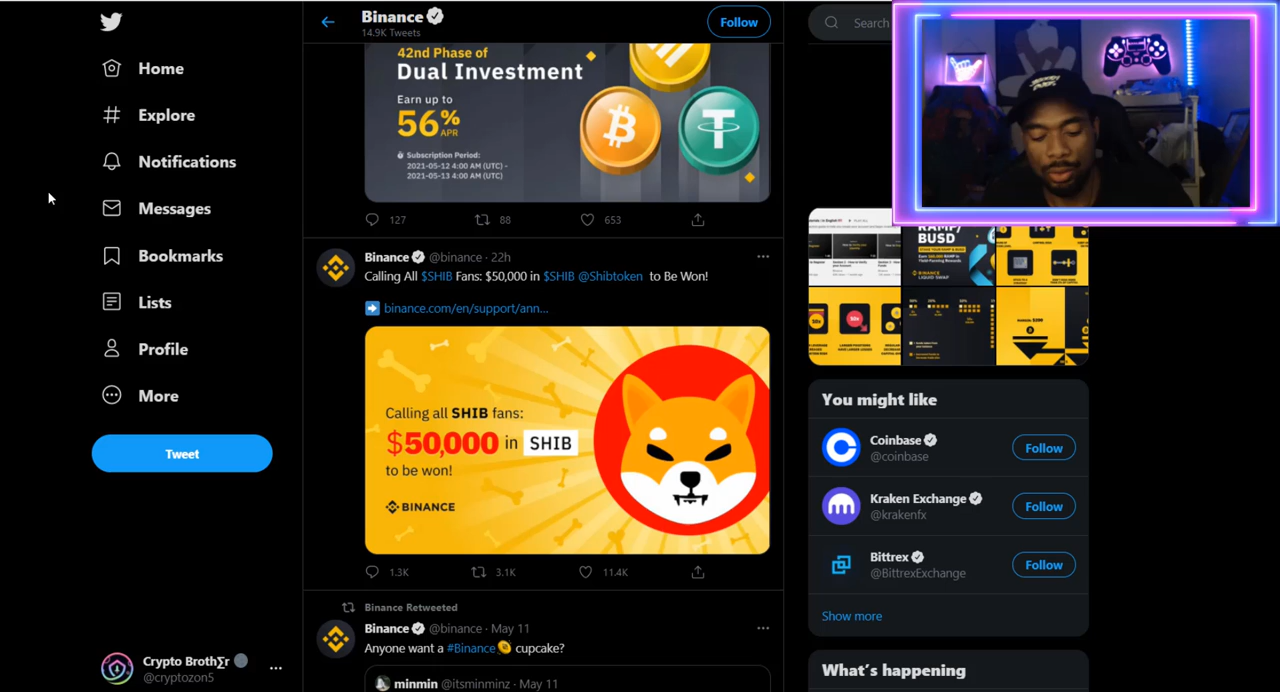 Home
Explore
Notifications
Messages
Bookmarks
Lists
Profile
More
Tweet
Crypto BrothΣr
@cryptozon5
Binance
14.9K Tweets
Follow
42nd Phase of
Dual Investment
Earn up to
56% APR
Subscription Period:
2021-05-12 4:00 AM (UTC) -
2021-05-13 4:00 AM (UTC)
127 88 653
Binance @binance · 22h
Calling All $SHIB Fans: $50,000 in $SHIB @Shibtoken to Be Won!
binance.com/en/support/ann...
Calling all SHIB fans:
$50,000 in SHIB
to be won!
BINANCE
1.3K 3.1K 11.4K
Binance Retweeted
Binance @binance · May 11
Anyone want a #Binance cupcake?
minmin @itsminminz · May 11
Search
RAMP/
BUSD
You might like
Coinbase
@coinbase
Follow
Kraken Exchange
@krakenfx
Follow
Bittrex
@BittrexExchange
Follow
Show more
What's happening